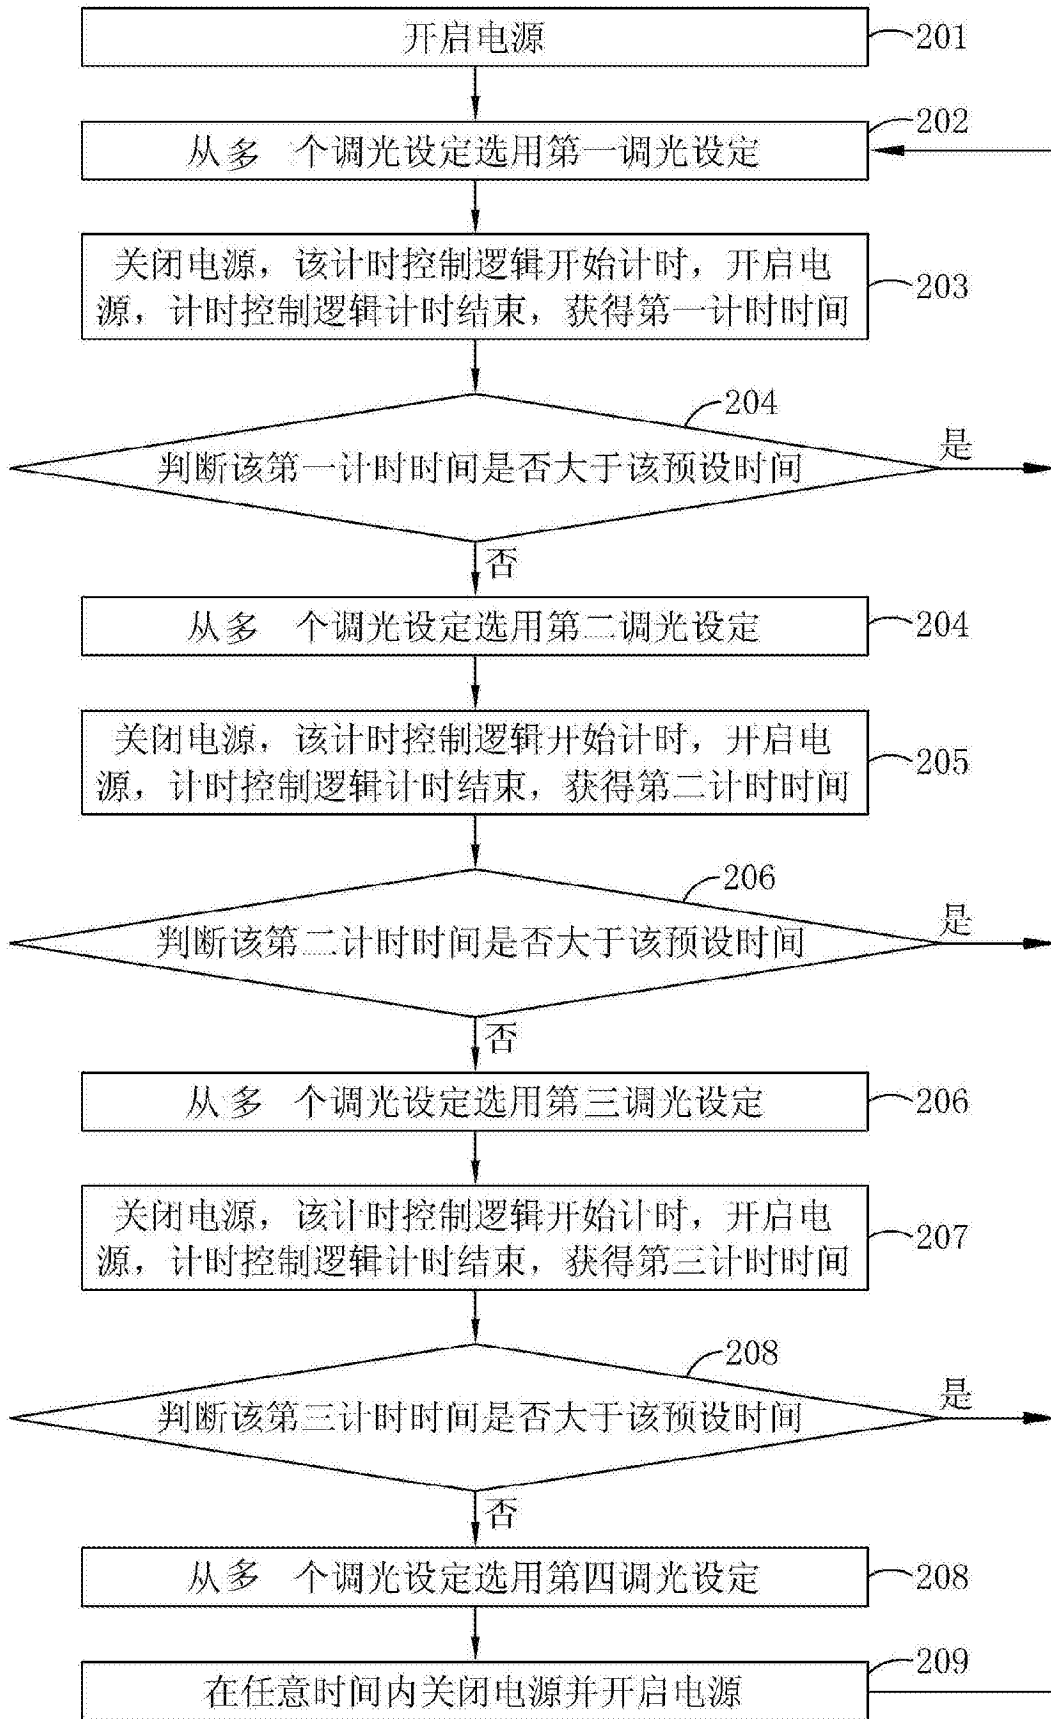 开启电源
201
202
从多 个调光设定选用第一调光设定
关闭电源，该计时控制逻辑开始计时，开启电
源，计时控制逻辑计时结束，获得第一计时时间
203
204
判断该第一计时时间是否大于该预设时间
是
否
从多 个调光设定选用第二调光设定
204
关闭电源，该计时控制逻辑开始计时，开启电
源，计时控制逻辑计时结束，获得第二计时时间
205
206
判断该第二计时时间是否大于该预设时间
是
否
从多 个调光设定选用第三调光设定
206
关闭电源，该计时控制逻辑开始计时，开启电
源，计时控制逻辑计时结束，获得第三计时时间
207
208
判断该第三计时时间是否大于该预设时间
是
否
从多 个调光设定选用第四调光设定
208
209
在任意时间内关闭电源并开启电源